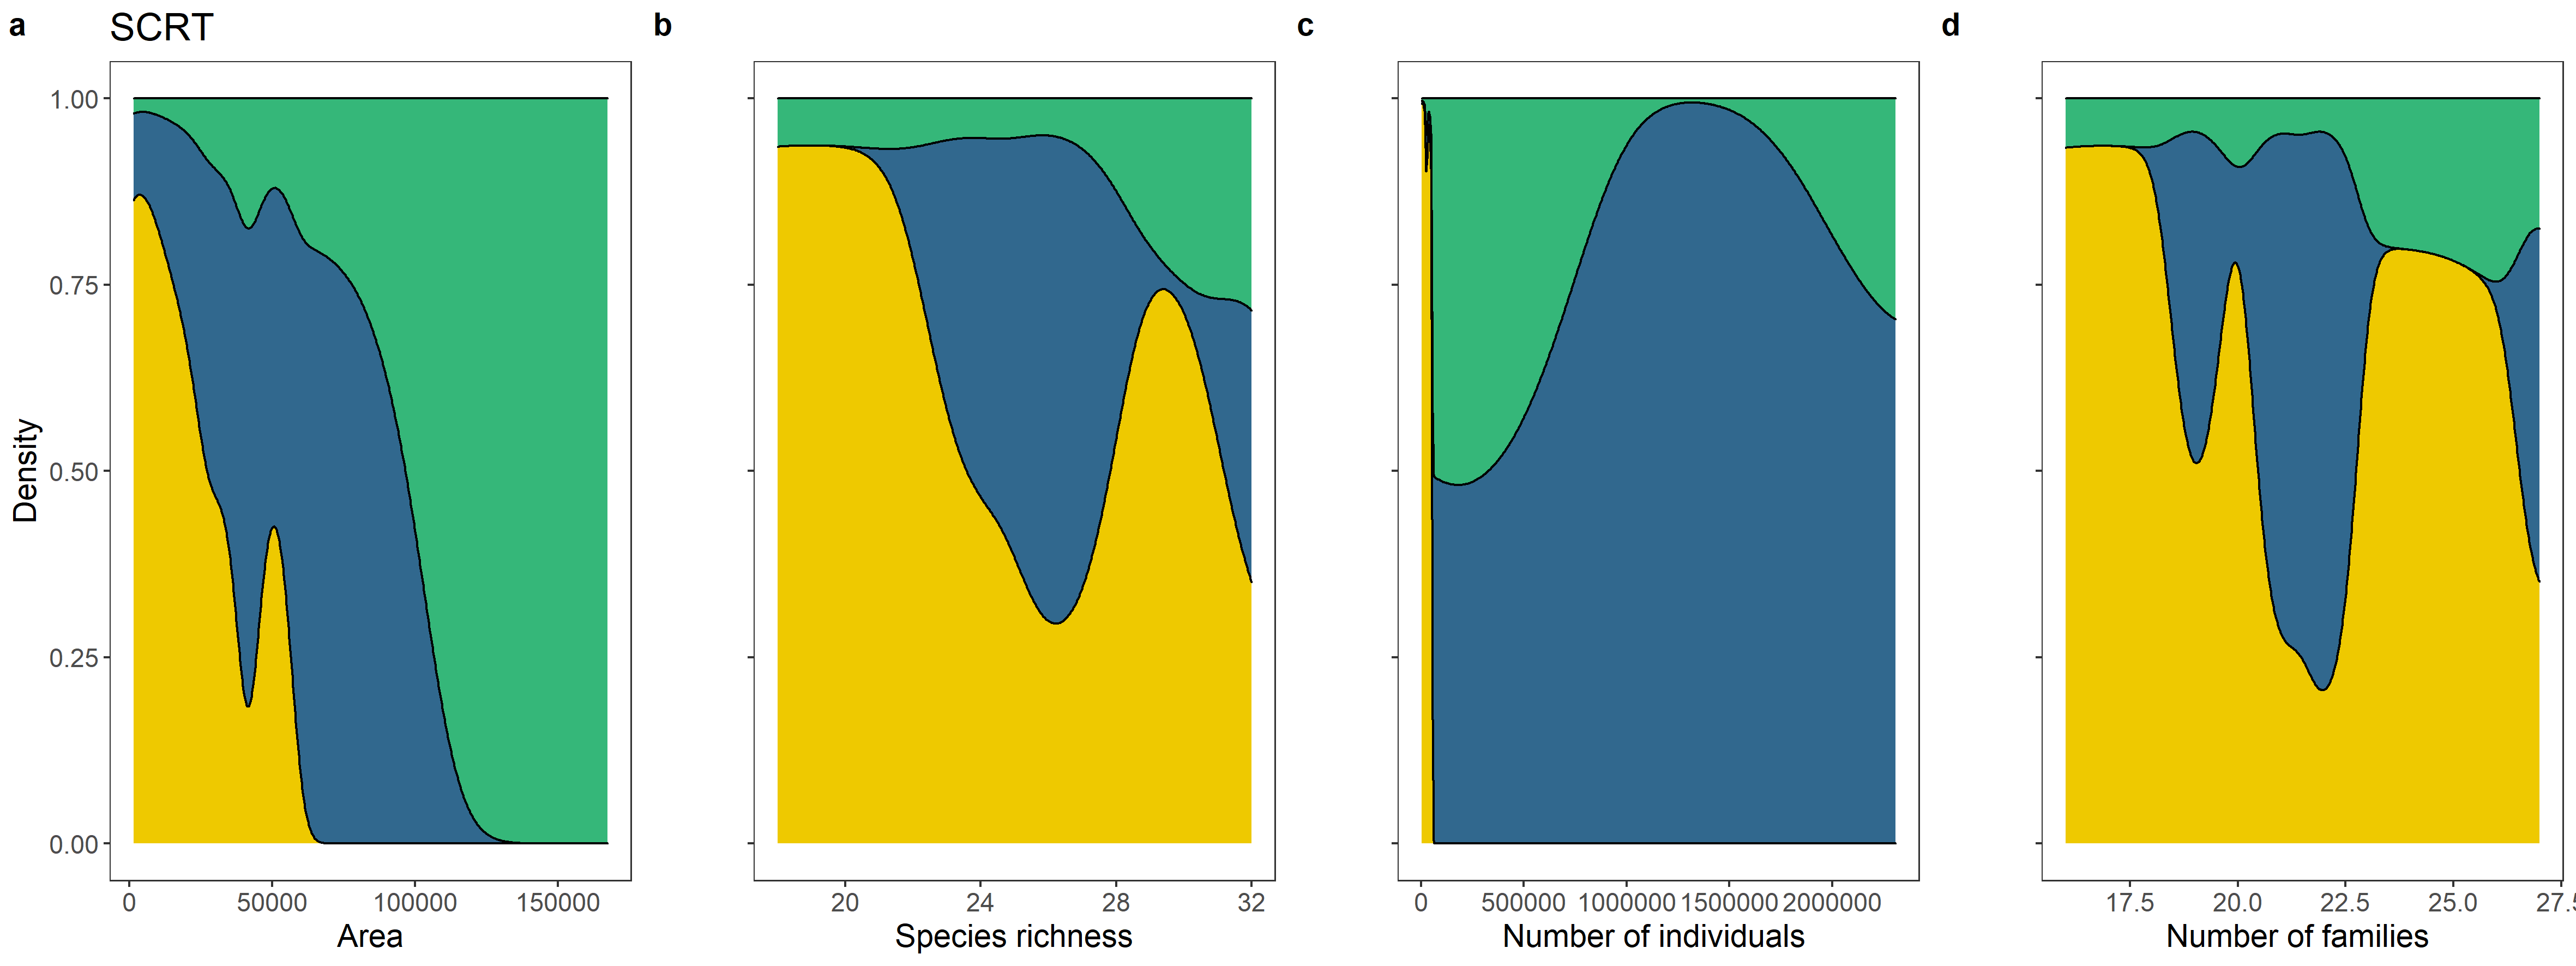 a SCRT b c d
Density
1.00
0.75
0.50
0.25
0.00
0 50000 100000 150000
Area
20 24 28 32
Species richness
0 500000 1000000 1500000 2000000
Number of individuals
17.5 20.0 22.5 25.0 27.5
Number of families